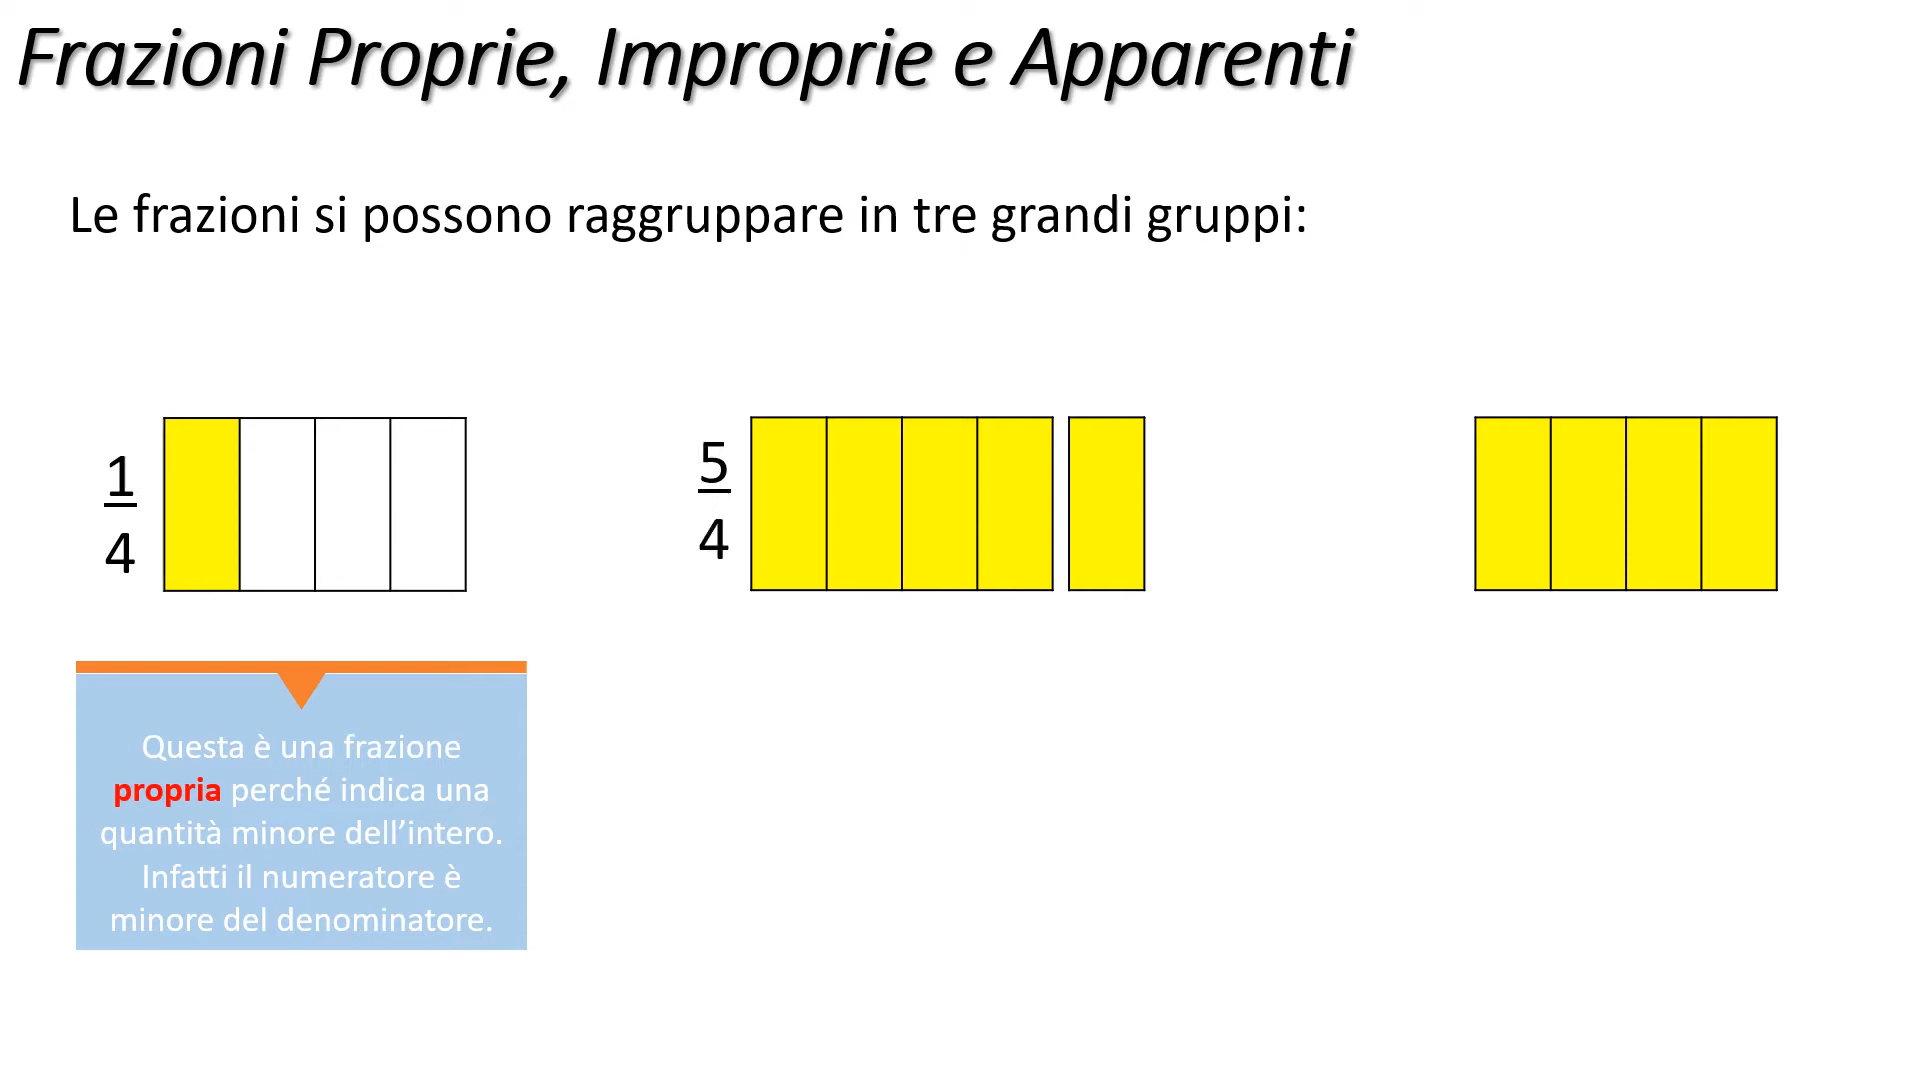 Frazioni Proprie, Improprie e Apparenti
Le frazioni si possono raggruppare in tre grandi gruppi:
1
4
5
4
Questa è una frazione
propria perché indica una
quantità minore dell’intero.
Infatti il numeratore è
minore del denominatore.